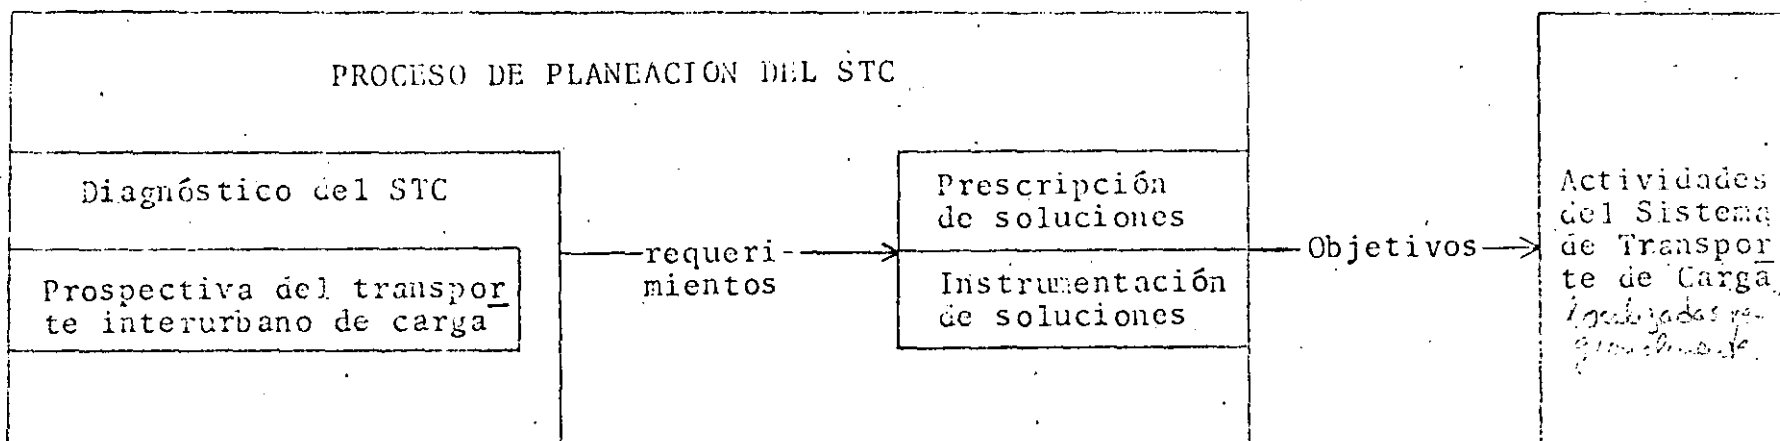 PROCESO DE PLANEACION DEL STC
Diagnóstico del STC
Prospectiva del transpor
te interurbano de carga
requeri-
mientos
Prescripción
de soluciones
Instrumentación
de soluciones
Objetivos
Actividades
del Sistema
de Transpor
te de Carga